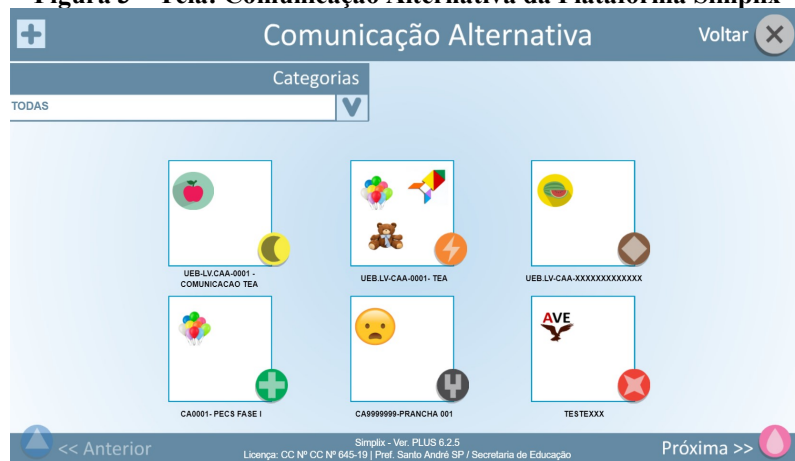 Figura 3 – Tela: Comunicação Alternativa da Plataforma Simplix
Comunicação Alternativa
Voltar
Categorias
TODAS
UEB-LV.CAA-0001 -
COMUNICACAO TEA
UEB.LV-CAA-0001- TEA
UEB.LV-CAA-XXXXXXXXXXXXX
AVE
CA0001- PECS FASE I
CA9999999-PRANCHA 001
TESTEXXX
<< Anterior
Simplix - Ver. PLUS 6.2.5
Licença: CC Nº CC Nº 645-19 | Pref. Santo André SP / Secretaria de Educação
Próxima >>